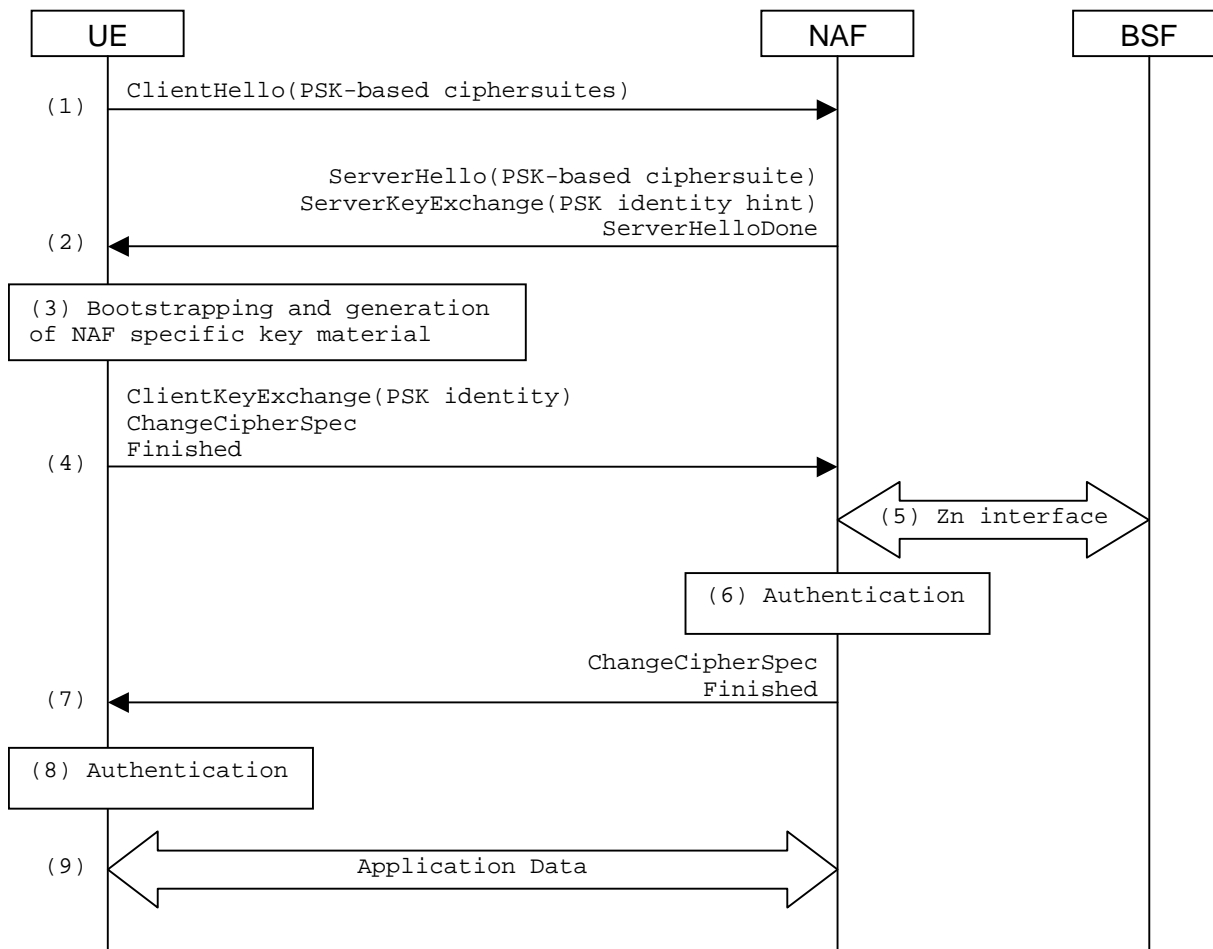 UE
NAF
BSF
(1)
ClientHello(PSK-based ciphersuites)
ServerHello(PSK-based ciphersuite)
ServerKeyExchange(PSK identity hint)
ServerHelloDone
(2)
(3) Bootstrapping and generation
of NAF specific key material
ClientKeyExchange(PSK identity)
ChangeCipherSpec
Finished
(4)
(5) Zn interface
(6) Authentication
ChangeCipherSpec
Finished
(7)
(8) Authentication
(9)
Application Data